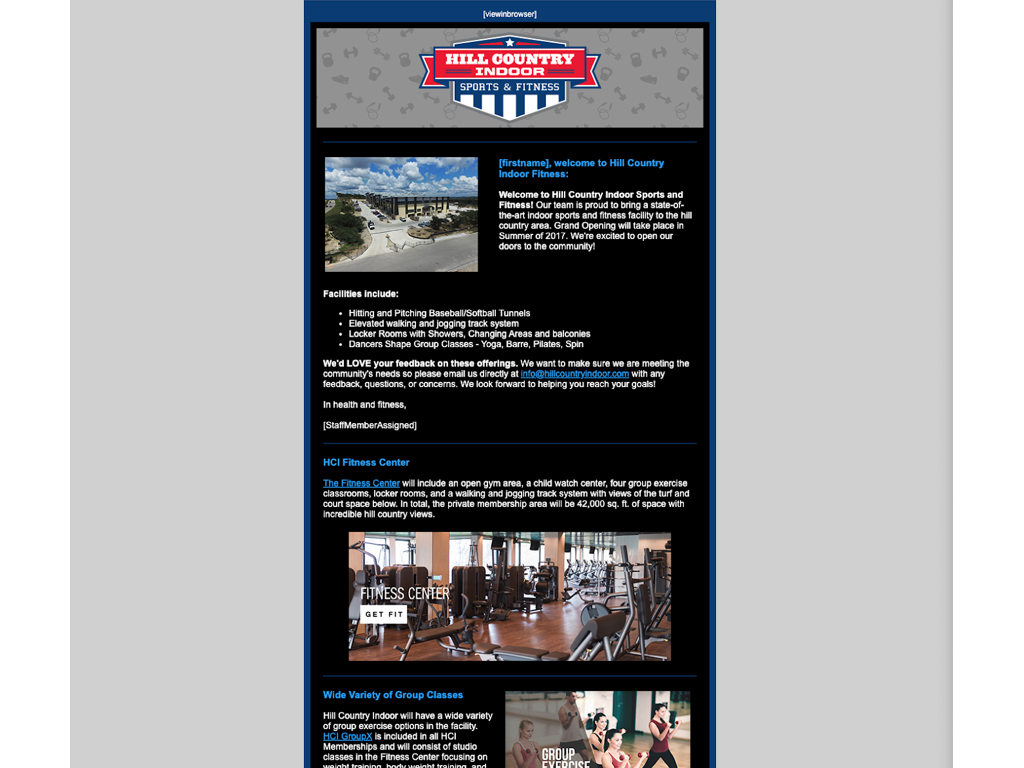 [viewinbrowser]
HILL COUNTRY
INDOOR
SPORTS & FITNESS
[firstname], welcome to Hill Country
Indoor Fitness:
Welcome to Hill Country Indoor Sports and
Fitness! Our team is proud to bring a state-of-
the-art indoor sports and fitness facility to the hill
country area. Grand Opening will take place in
Summer of 2017. We're excited to open our
doors to the community!
Facilities include:
• Hitting and Pitching Baseball/Softball Tunnels
• Elevated walking and jogging track system
• Locker Rooms with Showers, Changing Areas and balconies
• Dancers Shape Group Classes - Yoga, Barre, Pilates, Spin
We'd LOVE your feedback on these offerings. We want to make sure we are meeting the
community's needs so please email us directly at info@hillcountryindoor.com with any
feedback, questions, or concerns. We look forward to helping you reach your goals!
In health and fitness,
[StaffMemberAssigned]
HCI Fitness Center
The Fitness Center will include an open gym area, a child watch center, four group exercise
classrooms, locker rooms, and a walking and jogging track system with views of the turf and
court space below. In total, the private membership area will be 42,000 sq. ft. of space with
incredible hill country views.
FITNESS CENTER
GET FIT
Wide Variety of Group Classes
Hill Country Indoor will have a wide variety
of group exercise options in the facility.
HCI GroupX is included in all HCI
Memberships and will consist of studio
classes in the Fitness Center focusing on
weight training, body weight training, and
GROUP
EXERCISE